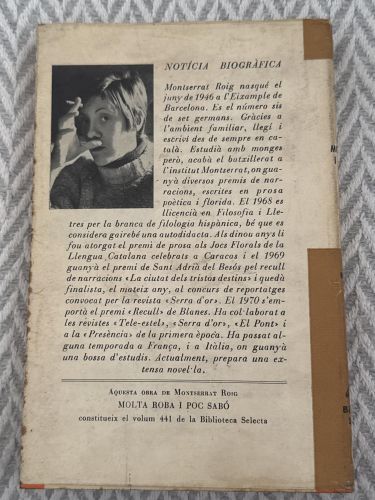 NOTÍCIA BIOGRÀFICA
Montserrat Roig nasqué el
juny de 1946 a l'Eixample de
Barcelona. Es el número sis
de set germans. Gràcies a
l'ambient familiar, llegí i
escriví des de sempre en ca-
talà. Estudià amb monges
però, acabà el batxillerat a
l'institut Montserrat, on gua-
nyà diversos premis de nar-
racions, escrites en prosa
poètica i florida. El 1968 es
llicencià en Filosofia i Lle-
tres per la branca de filologia hispànica, bé que es
considera gairebé una autodidacta. Als dinou anys li
fou atorgat el premi de prosa als Jocs Florals de la
Llengua Catalana celebrats a Caracas i el 1969
guanyà el premi de Sant Adrià del Besós pel recull
de narracions «La ciutat dels tristos destins» i quedà
finalista, el mateix any, al concurs de reportatges
convocat per la revista «Serra d'or». El 1970 s'em-
portà el premi «Recull» de Blanes. Ha col·laborat a
les revistes «Tele-estel», «Serra d'or», «El Pont» i
a la «Presència» de la primera època. Ha passat al-
guna temporada a França, i a Itàlia, on guanyà
una bossa d'estudis. Actualment, prepara una ex-
tensa novel·la.
Aquesta obra de Montserrat Roig
MOLTA ROBA I POC SABÓ
constitueix el volum 441 de la Biblioteca Selecta